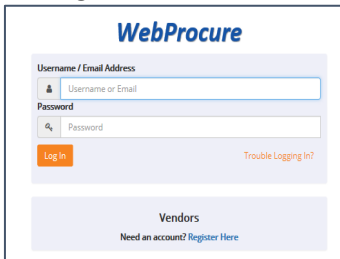 WebProcure
Username / Email Address
Username or Email
Password
Password
Log In
Trouble Logging In?
Vendors
Need an account? Register Here